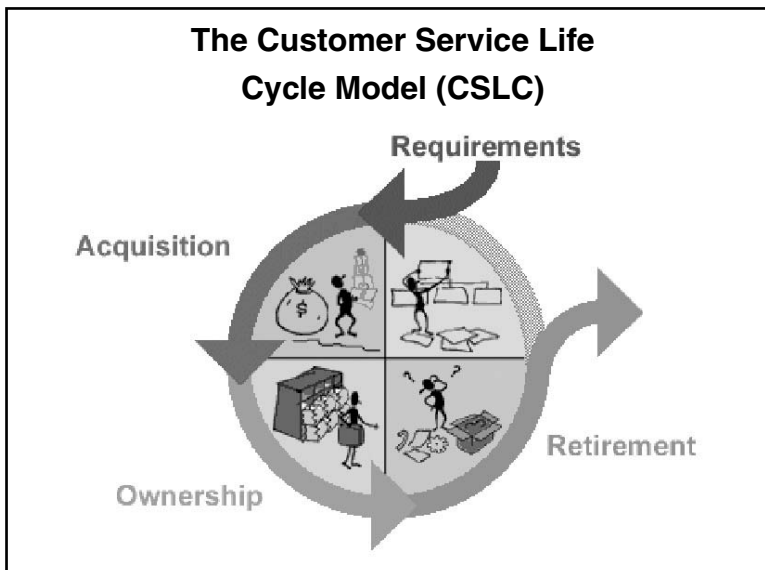 The Customer Service Life
Cycle Model (CSLC)
Requirements
Acquisition
$
? ?
Retirement
Ownership